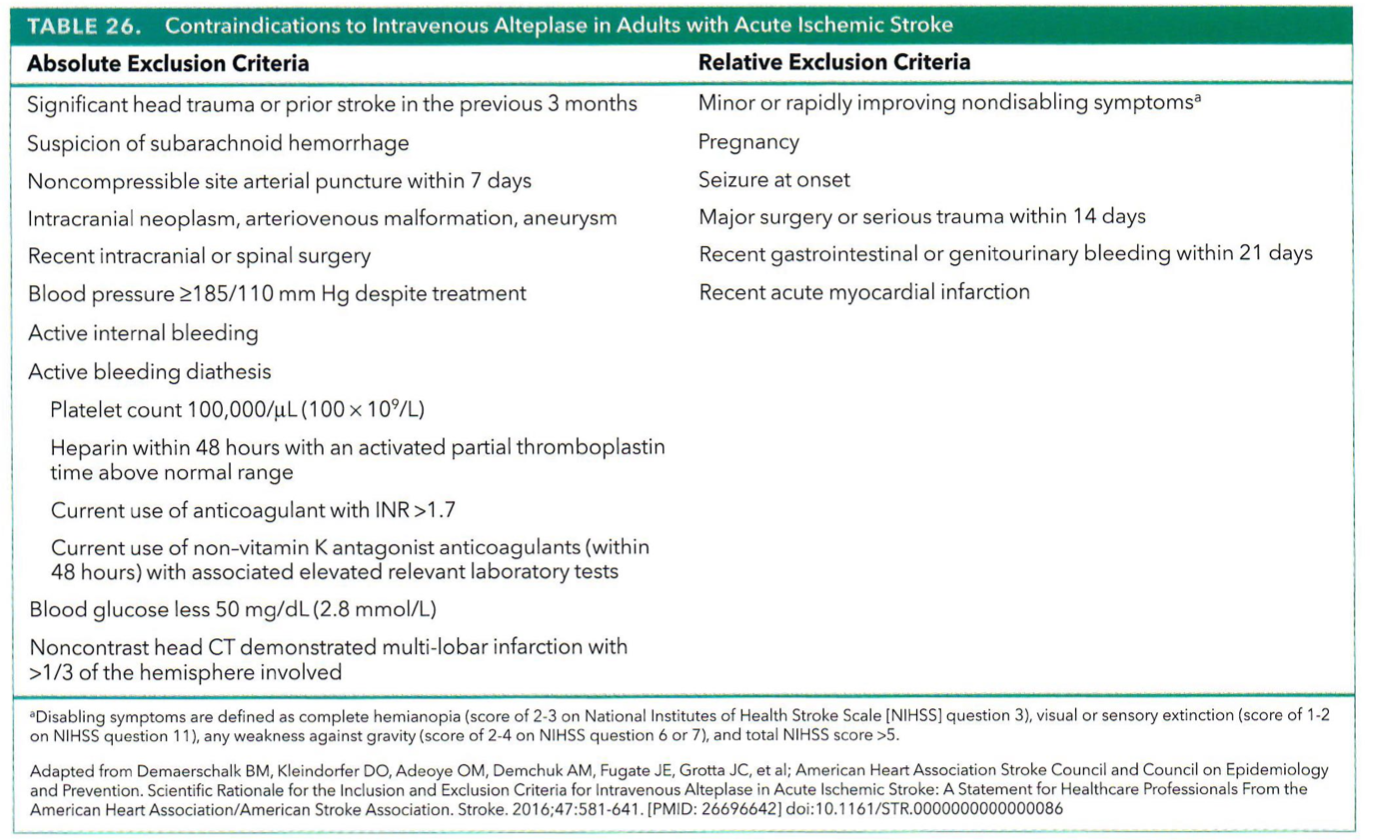 TABLE 26. Contraindications to Intravenous Alteplase in Adults with Acute Ischemic Stroke
Absolute Exclusion Criteria
Significant head trauma or prior stroke in the previous 3 months
Suspicion of subarachnoid hemorrhage
Noncompressible site arterial puncture within 7 days
Intracranial neoplasm, arteriovenous malformation, aneurysm
Recent intracranial or spinal surgery
Blood pressure ≥185/110 mm Hg despite treatment
Active internal bleeding
Active bleeding diathesis
Platelet count 100,000/μL (100 × 10⁹/L)
Heparin within 48 hours with an activated partial thromboplastin
time above normal range
Current use of anticoagulant with INR >1.7
Current use of non–vitamin K antagonist anticoagulants (within
48 hours) with associated elevated relevant laboratory tests
Blood glucose less 50 mg/dL (2.8 mmol/L)
Noncontrast head CT demonstrated multi-lobar infarction with
>1/3 of the hemisphere involved
Relative Exclusion Criteria
Minor or rapidly improving nondisabling symptomsᵃ
Pregnancy
Seizure at onset
Major surgery or serious trauma within 14 days
Recent gastrointestinal or genitourinary bleeding within 21 days
Recent acute myocardial infarction
ᵃDisabling symptoms are defined as complete hemianopia (score of 2-3 on National Institutes of Health Stroke Scale [NIHSS] question 3), visual or sensory extinction (score of 1-2
on NIHSS question 11), any weakness against gravity (score of 2-4 on NIHSS question 6 or 7), and total NIHSS score >5.
Adapted from Demaerschalk BM, Kleindorfer DO, Adeoye OM, Demchuk AM, Fugate JE, Grotta JC, et al; American Heart Association Stroke Council and Council on Epidemiology
and Prevention. Scientific Rationale for the Inclusion and Exclusion Criteria for Intravenous Alteplase in Acute Ischemic Stroke: A Statement for Healthcare Professionals From the
American Heart Association/American Stroke Association. Stroke. 2016;47:581-641. [PMID: 26696642] doi:10.1161/STR.0000000000000086